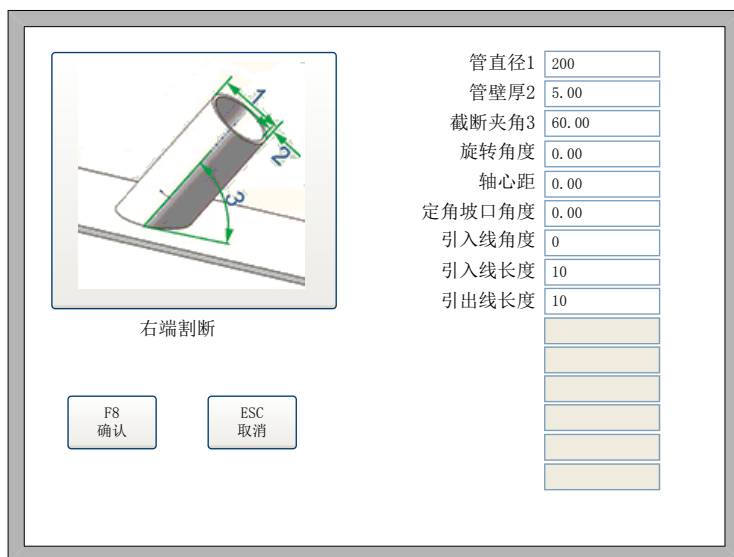 管直径1 200
管壁厚2 5.00
截断夹角3 60.00
旋转角度 0.00
轴心距 0.00
定角坡口角度 0.00
引入线角度 0
引入线长度 10
引出线长度 10
1
2
3
右端割断
F8
确认
ESC
取消